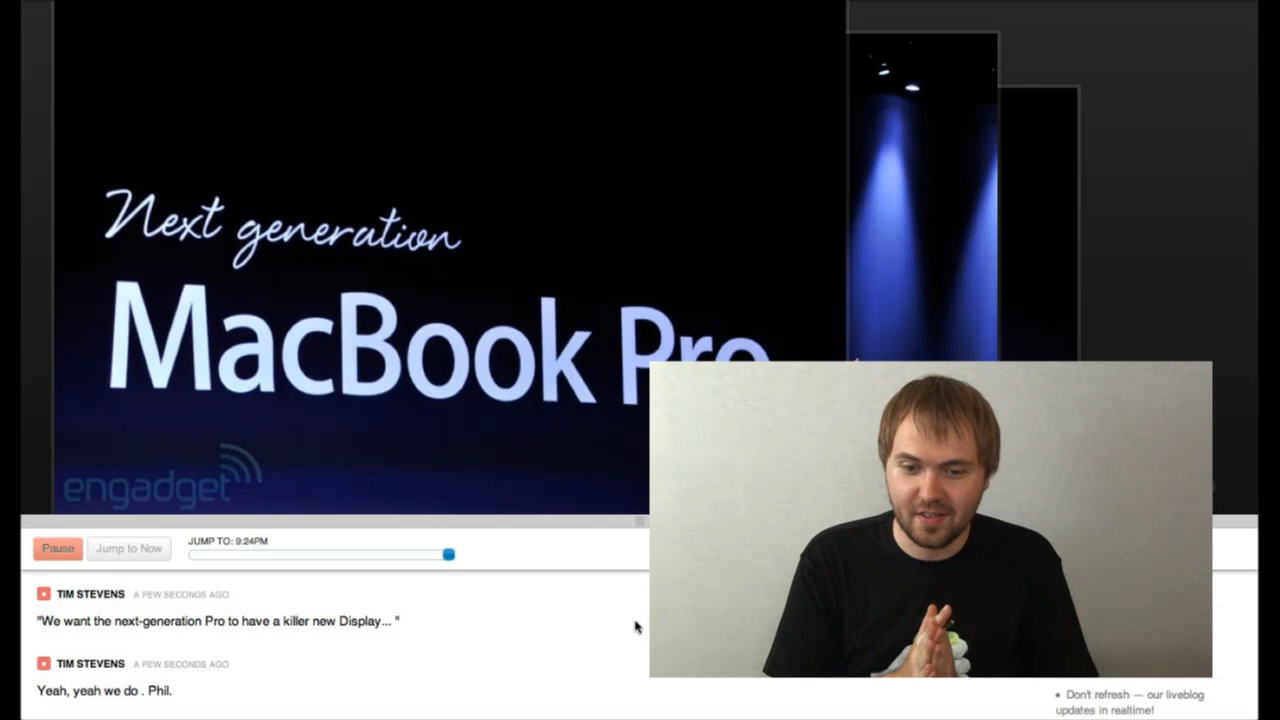 Next generation
MacBook Pro
engadget
Pause
Jump to Now
JUMP TO: 9:24PM
TIM STEVENS A FEW SECONDS AGO
"We want the next-generation Pro to have a killer new Display... "
TIM STEVENS A FEW SECONDS AGO
Yeah, yeah we do . Phil.
• Don't refresh — our liveblog
updates in realtime!